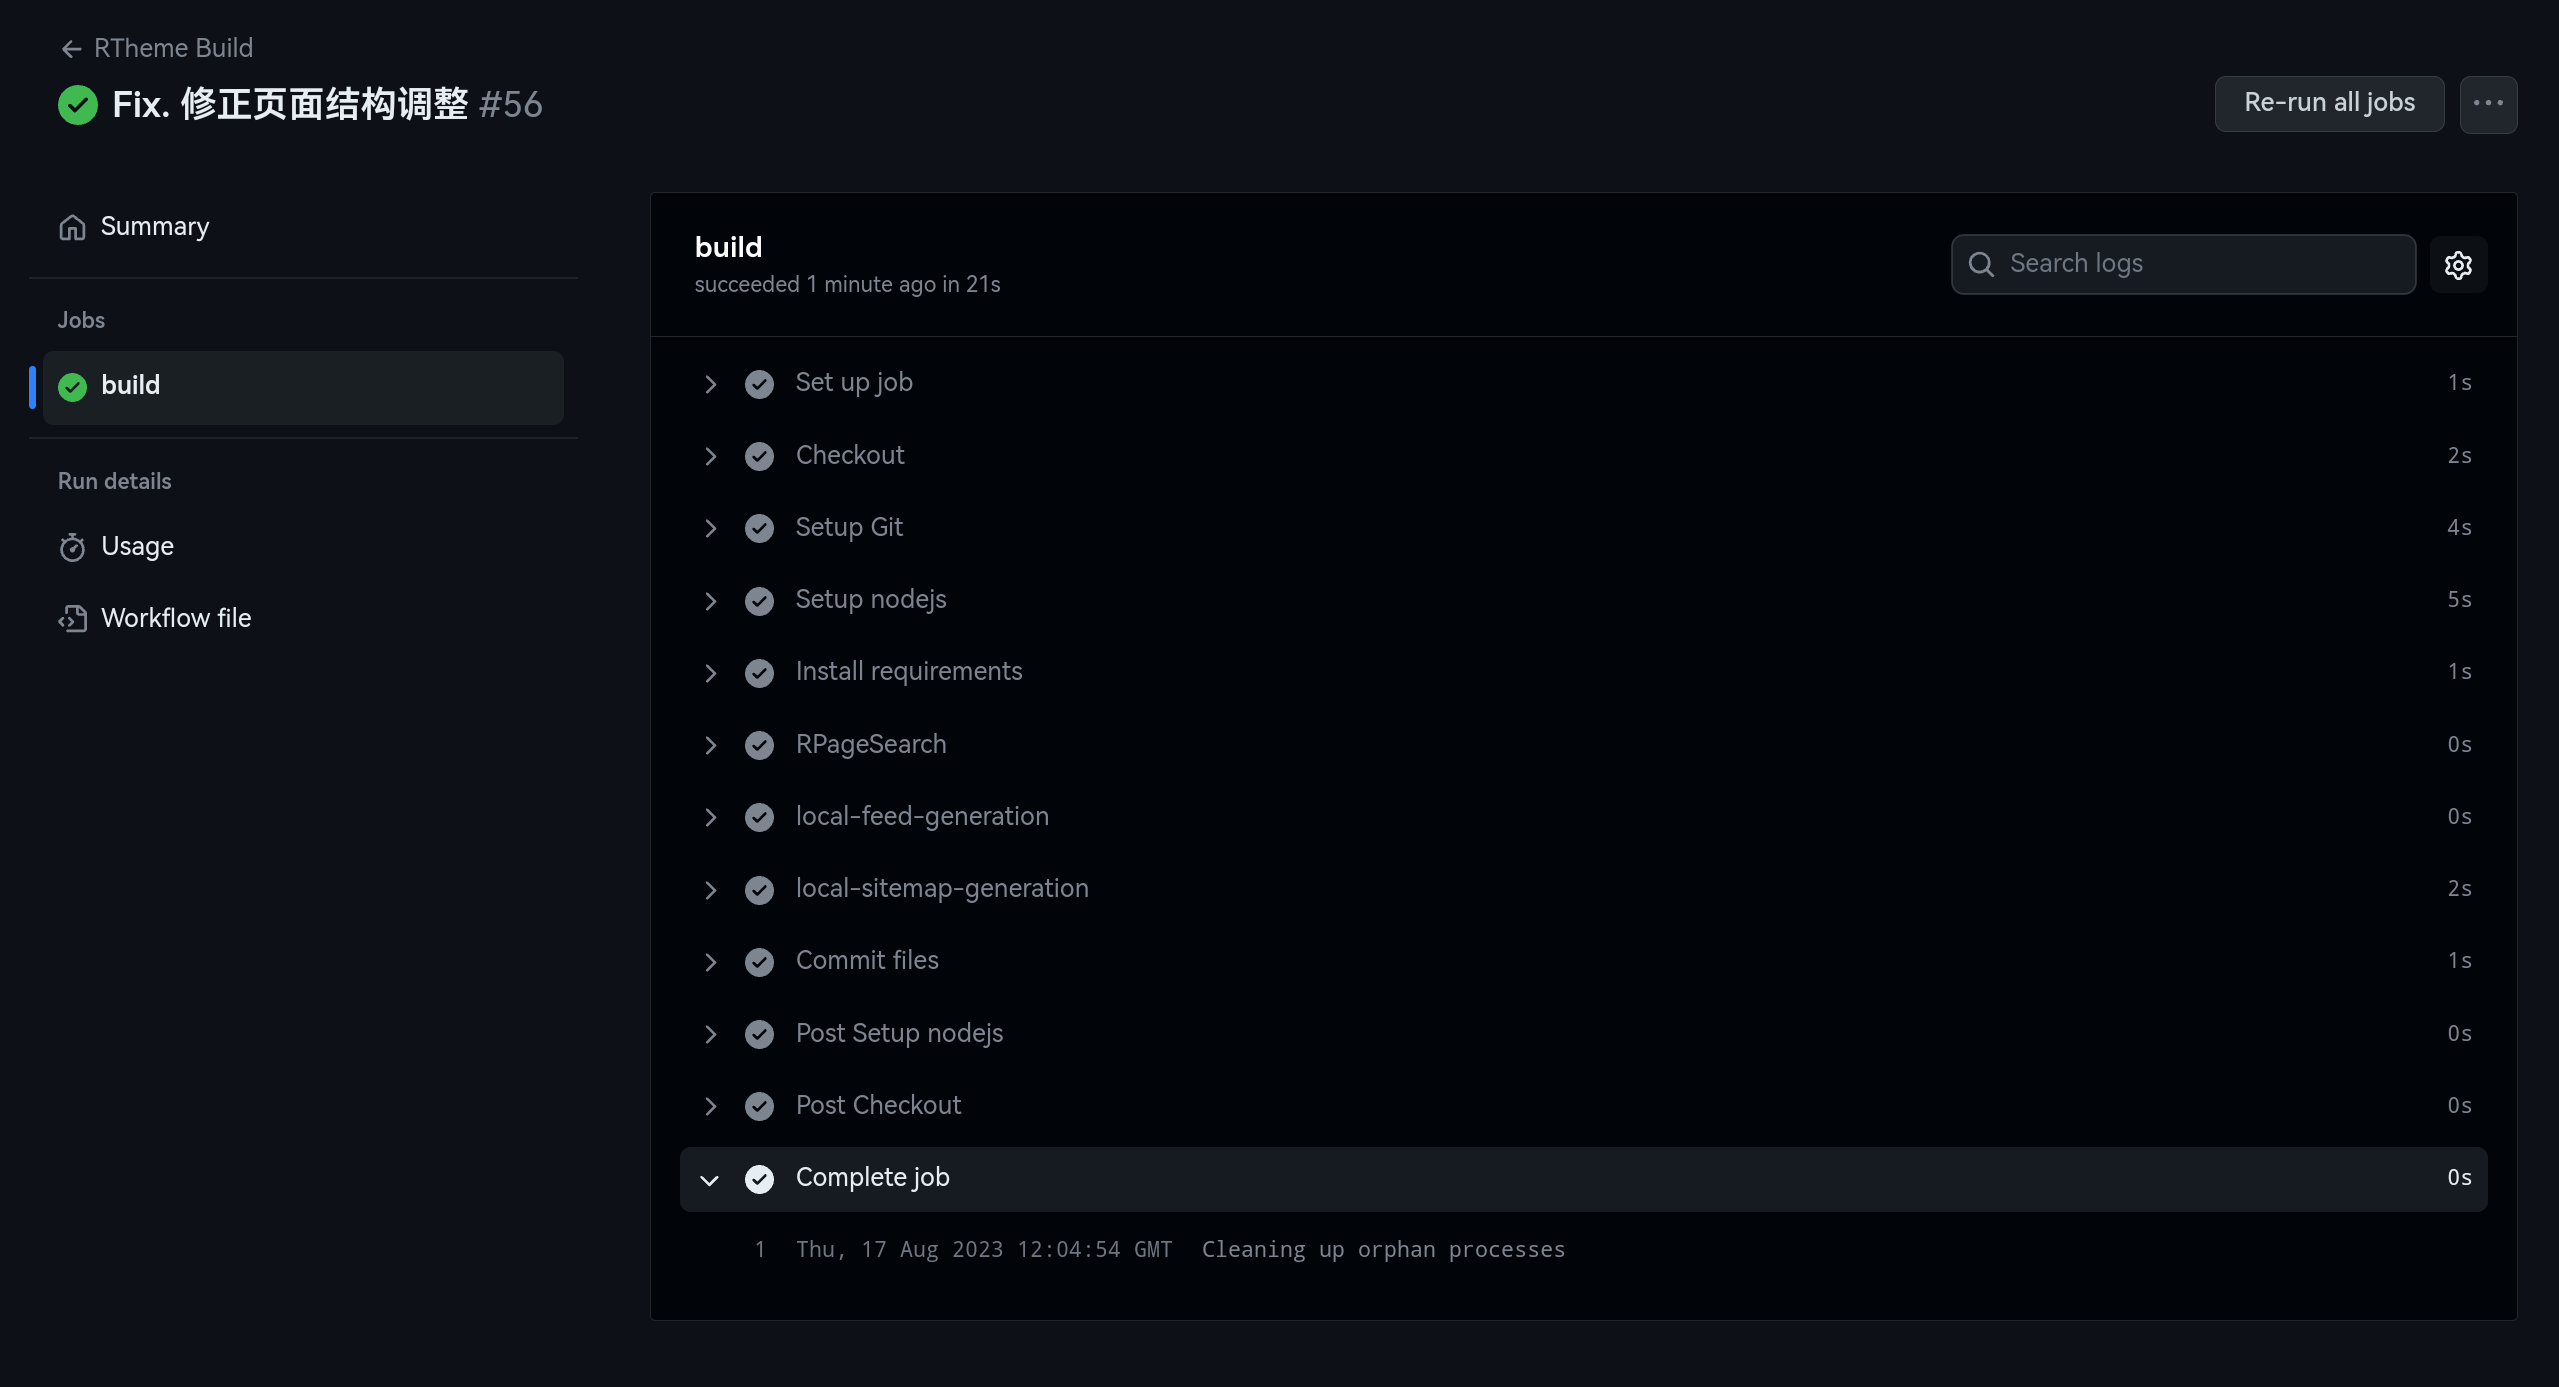 RTheme Build
Fix. 修正页面结构调整 #56
Re-run all jobs
Summary
Jobs
build
Run details
Usage
Workflow file
build
succeeded 1 minute ago in 21s
Search logs
Set up job 1s
Checkout 2s
Setup Git 4s
Setup nodejs 5s
Install requirements 1s
RPageSearch 0s
local-feed-generation 0s
local-sitemap-generation 2s
Commit files 1s
Post Setup nodejs 0s
Post Checkout 0s
Complete job 0s
1 Thu, 17 Aug 2023 12:04:54 GMT Cleaning up orphan processes